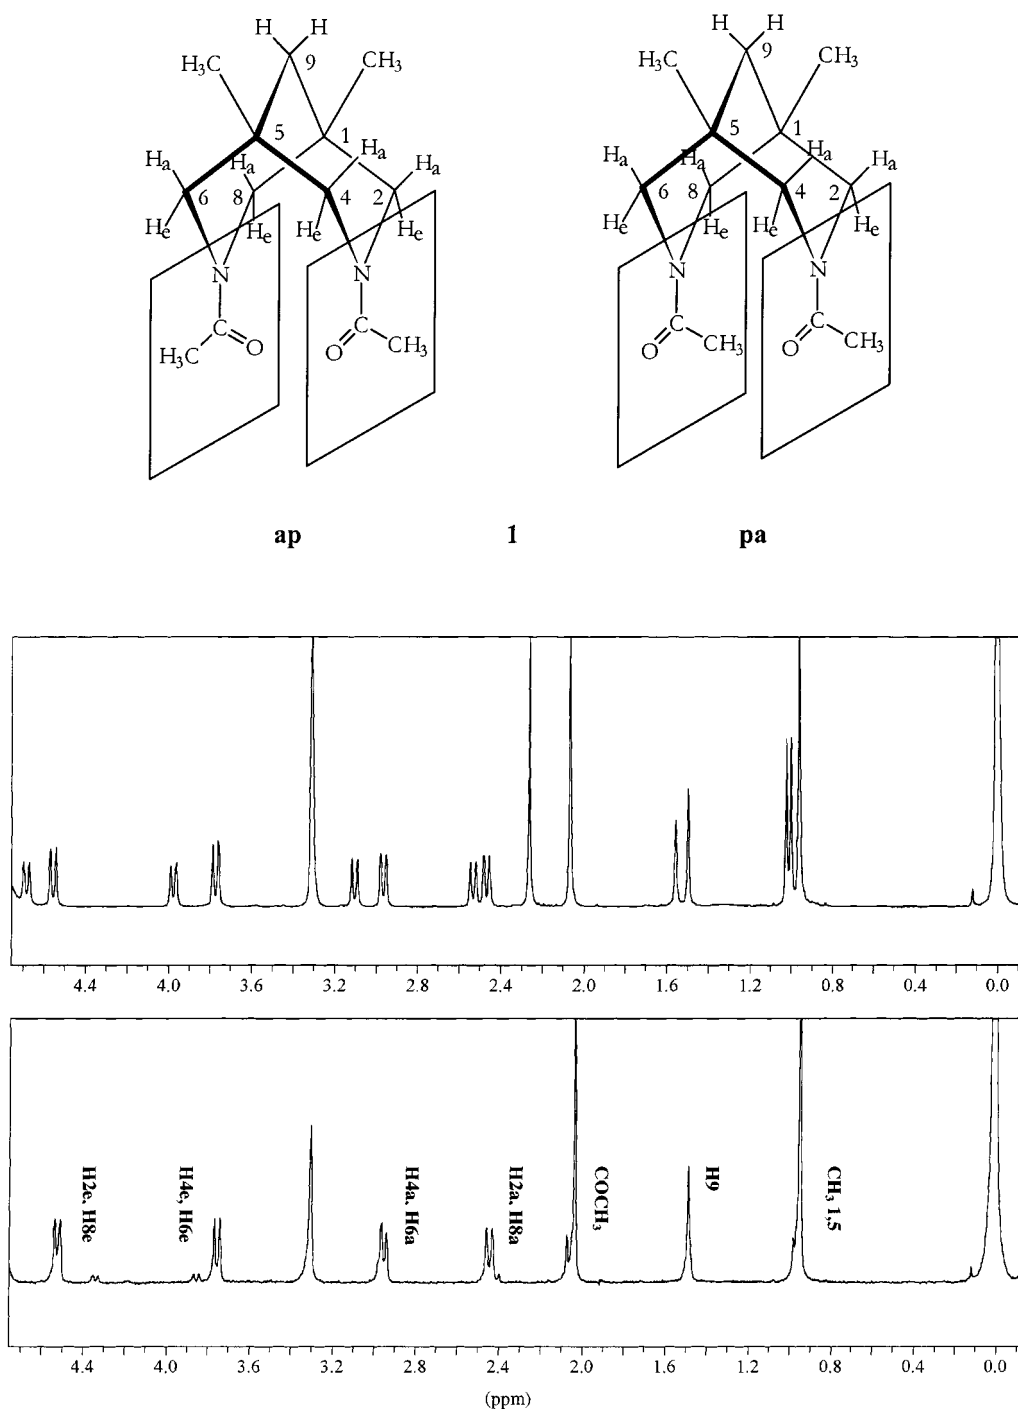 H H H H
H₃C 9 CH₃ H₃C 9 CH₃
5 1 5 1
Hₐ Hₐ Hₐ Hₐ Hₐ Hₐ Hₐ Hₐ
6 8 4 2 6 8 4 2
Hₑ Hₑ Hₑ Hₑ Hₑ Hₑ Hₑ Hₑ
N N N N
C C C C
H₃C O O CH₃ O CH₃ O CH₃
ap 1 pa
4.4 4.0 3.6 3.2 2.8 2.4 2.0 1.6 1.2 0.8 0.4 0.0
H2e. H8e
H4e, H6e
H4a. H6a
H2a. H8a
COCH₃
H9
CH₃ 1,5
4.4 4.0 3.6 3.2 2.8 2.4 2.0 1.6 1.2 0.8 0.4 0.0
(ppm)